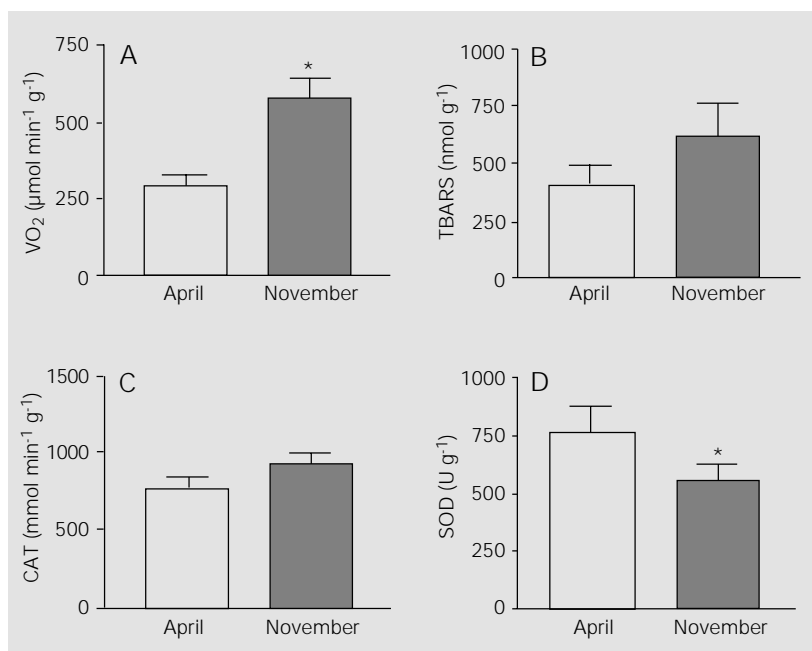 A
VO2 (µmol min-1 g-1)
750
500
250
0
*
April November
B
TBARS (nmol g-1)
1000
750
500
250
0
April November
C
CAT (mmol min-1 g-1)
1500
1000
500
0
April November
D
SOD (U g-1)
1000
750
500
250
0
*
April November